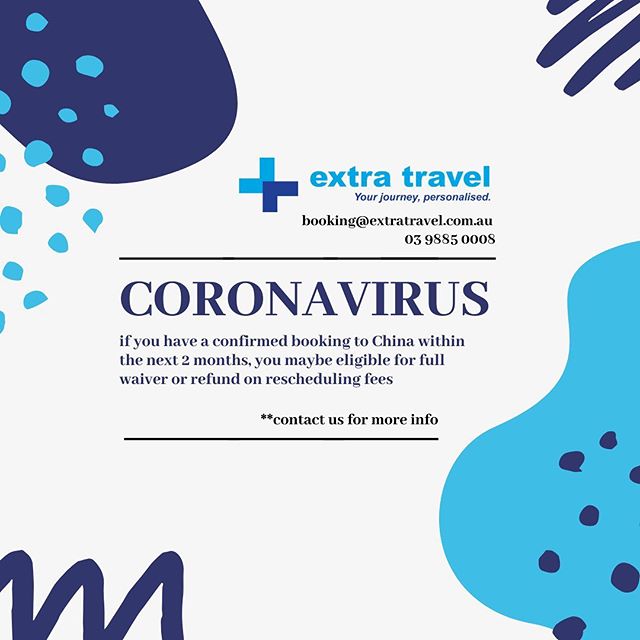 extra travel
Your journey, personalised.
booking@extratravel.com.au
03 9885 0008
CORONAVIRUS
if you have a confirmed booking to China within
the next 2 months, you maybe eligible for full
waiver or refund on rescheduling fees
**contact us for more info